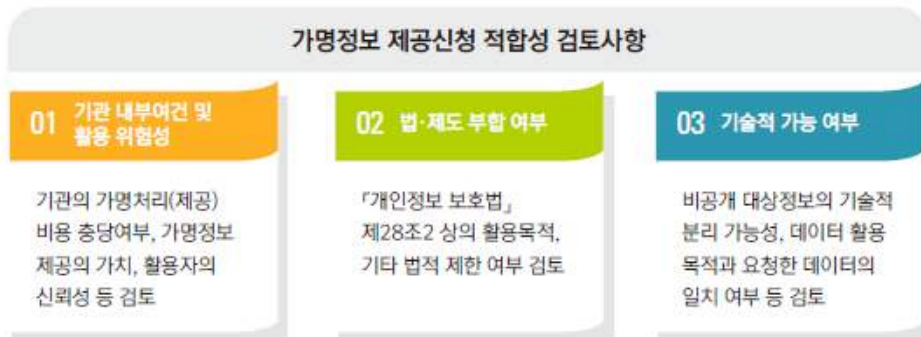 가명정보 제공신청 적합성 검토사항
01 기관 내부여건 및
활용 위험성
기관의 가명처리(제공)
비용 충당여부, 가명정보
제공의 가치, 활용자의
신뢰성 등 검토
02 법·제도 부합 여부
「개인정보 보호법」
제28조2 상의 활용목적,
기타 법적 제한 여부 검토
03 기술적 가능 여부
비공개 대상정보의 기술적
분리 가능성, 데이터 활용
목적과 요청한 데이터의
일치 여부 등 검토